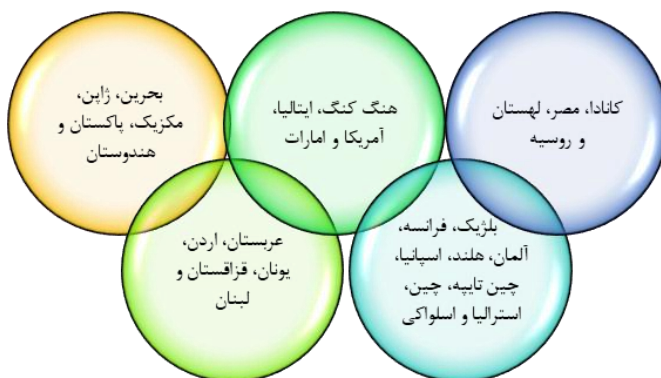 کانادا، مصر، لهستان
و روسیه
هنگ کنگ، ایتالیا،
آمریکا و امارات
بحرین، ژاپن،
مکزیک، پاکستان و
هندوستان
بلژیک، فرانسه،
آلمان، هلند، اسپانیا،
چین تایپه، چین،
استرالیا و اسلواکی
عربستان، اردن،
یونان، قزاقستان و
لبنان